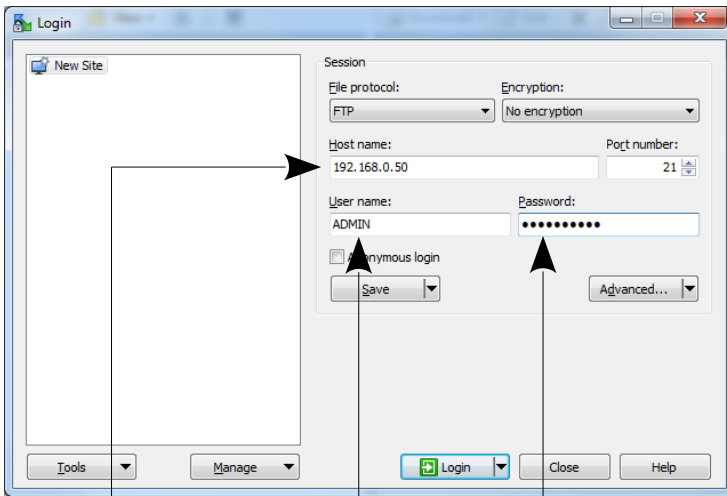 Login
New Site
Session
File protocol: Encryption:
FTP No encryption
Host name: Port number:
192.168.0.50 21
User name: Password:
ADMIN ●●●●●●●●●●
login
Save Advanced...
Tools Manage Login Close Help